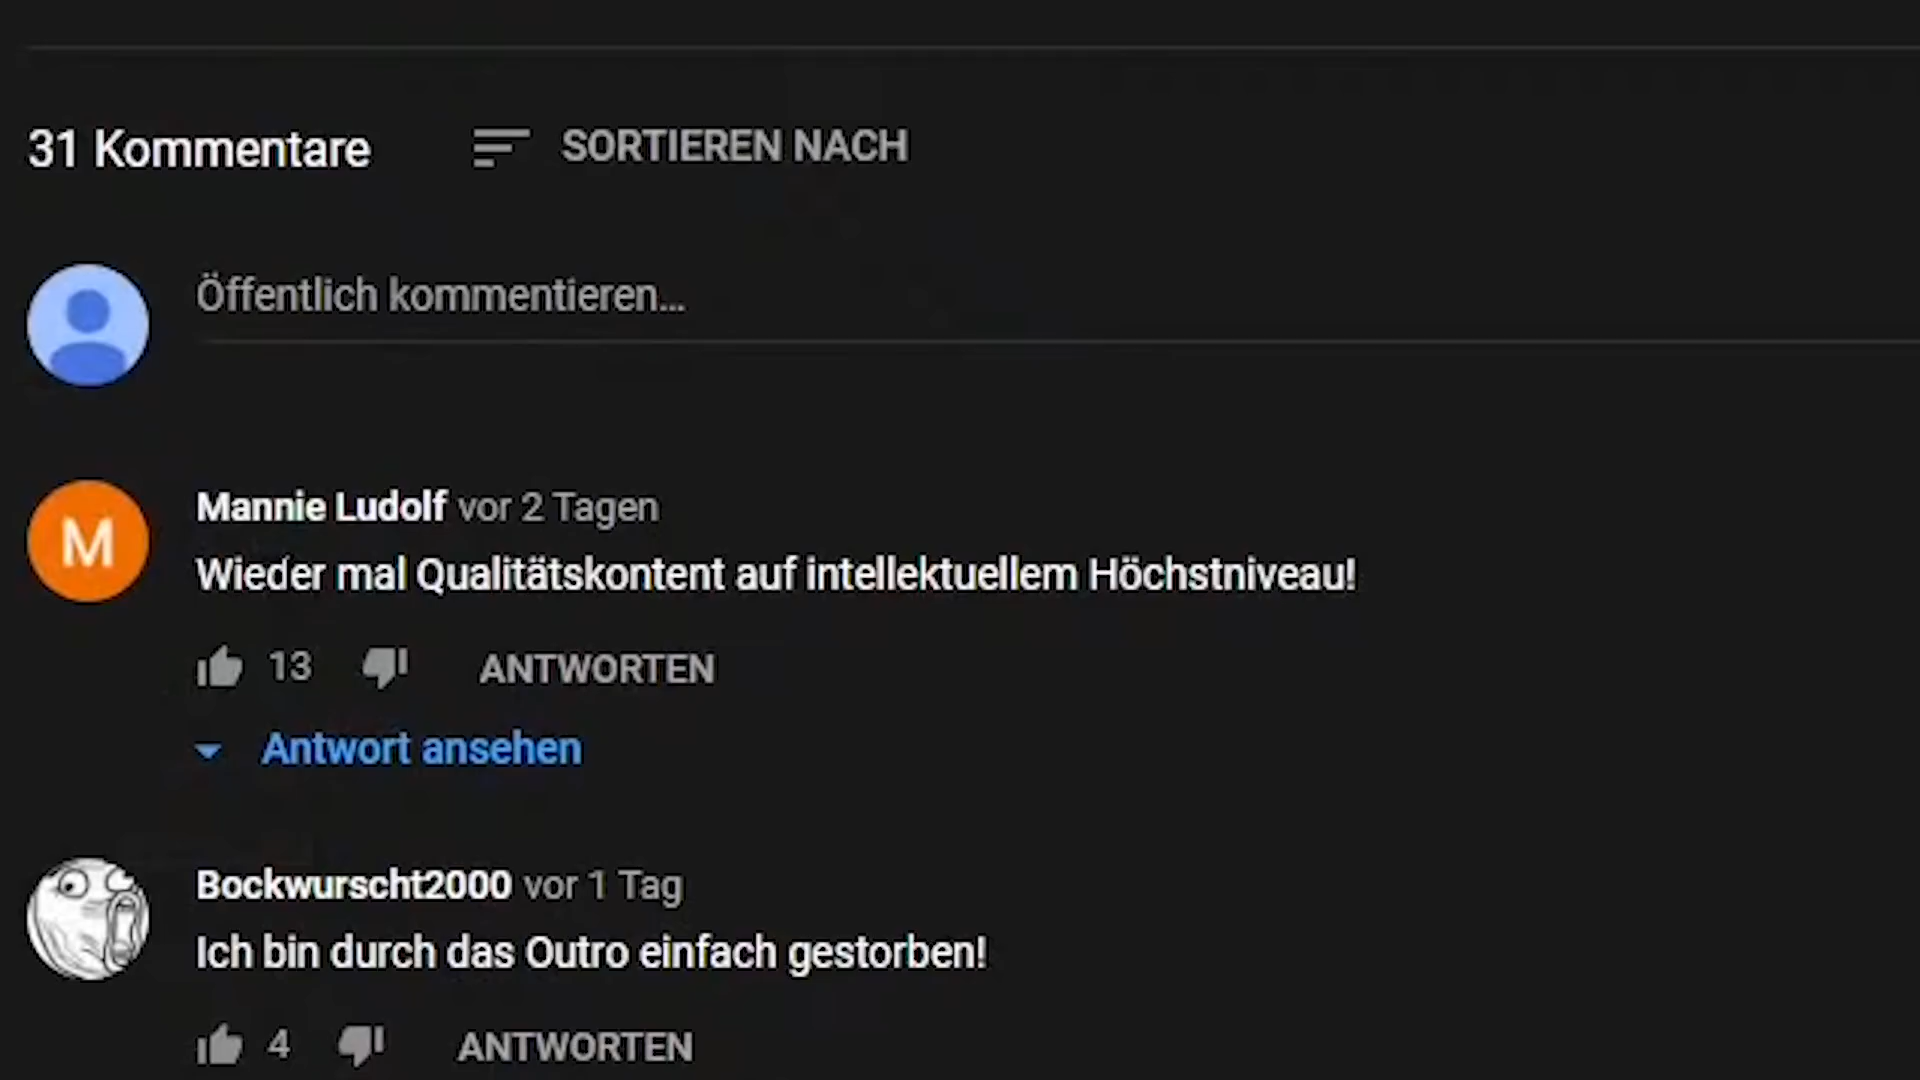 31 Kommentare SORTIEREN NACH
Öffentlich kommentieren...
M
Mannie Ludolf vor 2 Tagen
Wieder mal Qualitätskontent auf intellektuellem Höchstniveau!
13 ANTWORTEN
Antwort ansehen
Bockwurscht2000 vor 1 Tag
Ich bin durch das Outro einfach gestorben!
4 ANTWORTEN